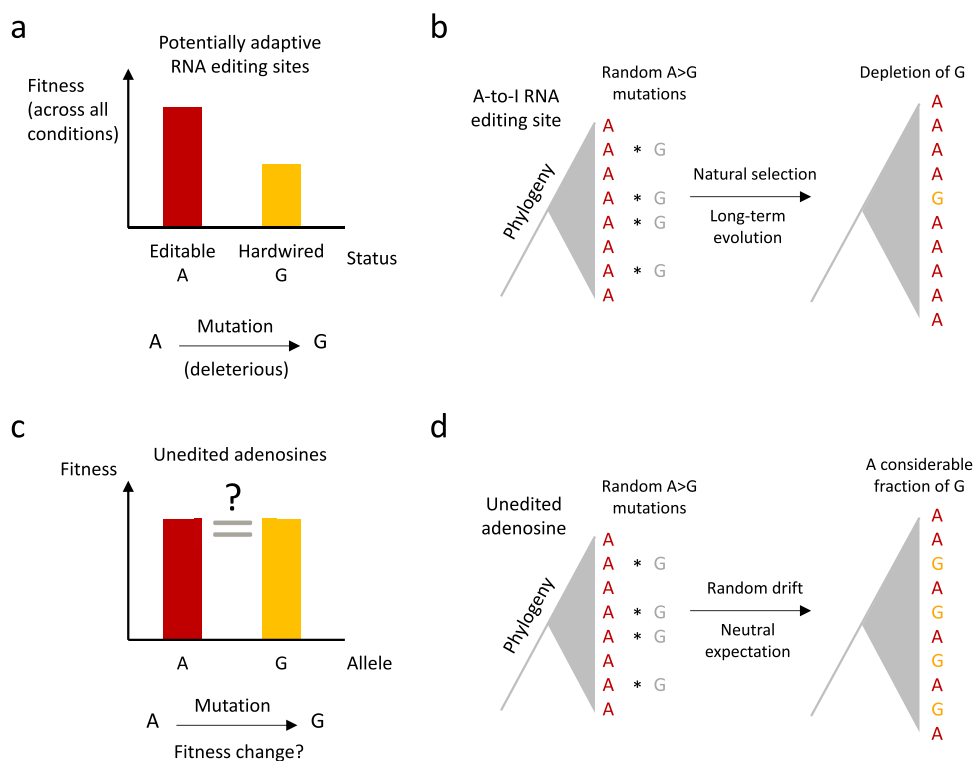 a
Potentially adaptive
RNA editing sites
Fitness
(across all
conditions)
Editable
A
Hardwired
G
Status
A
Mutation
G
(deleterious)
b
A-to-I RNA
editing site
Random A>G
mutations
Depletion of G
Phylogeny
A
A * G
A
A * G
A * G
A
A * G
A
Natural selection
Long-term
evolution
A
A
A
A
G
A
A
A
A
A
c
Unedited adenosines
Fitness
?
A
G
Allele
A
Mutation
G
Fitness change?
d
Unedited
adenosine
Random A>G
mutations
A considerable
fraction of G
Phylogeny
A
A * G
A
A * G
A * G
A
A * G
A
Random drift
Neutral
expectation
A
A
G
A
G
A
G
A
G
A